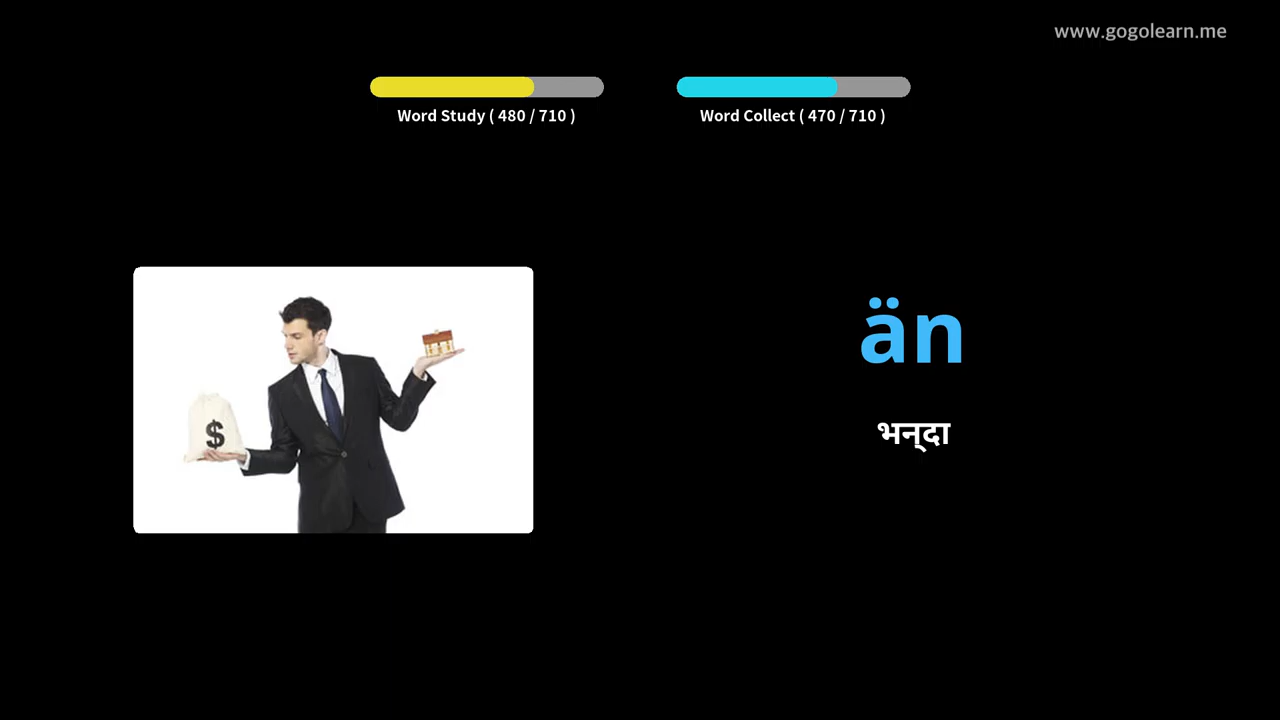 www.gogolearn.me
Word Study ( 480 / 710 )
Word Collect ( 470 / 710 )
$
än
भन्‌दा